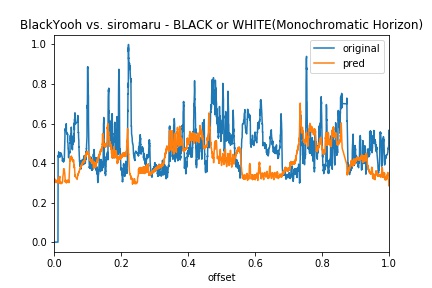 BlackYooh vs. siromaru - BLACK or WHITE(Monochromatic Horizon)
original
pred
1.0
0.8
0.6
0.4
0.2
0.0
0.0 0.2 0.4 0.6 0.8 1.0
offset